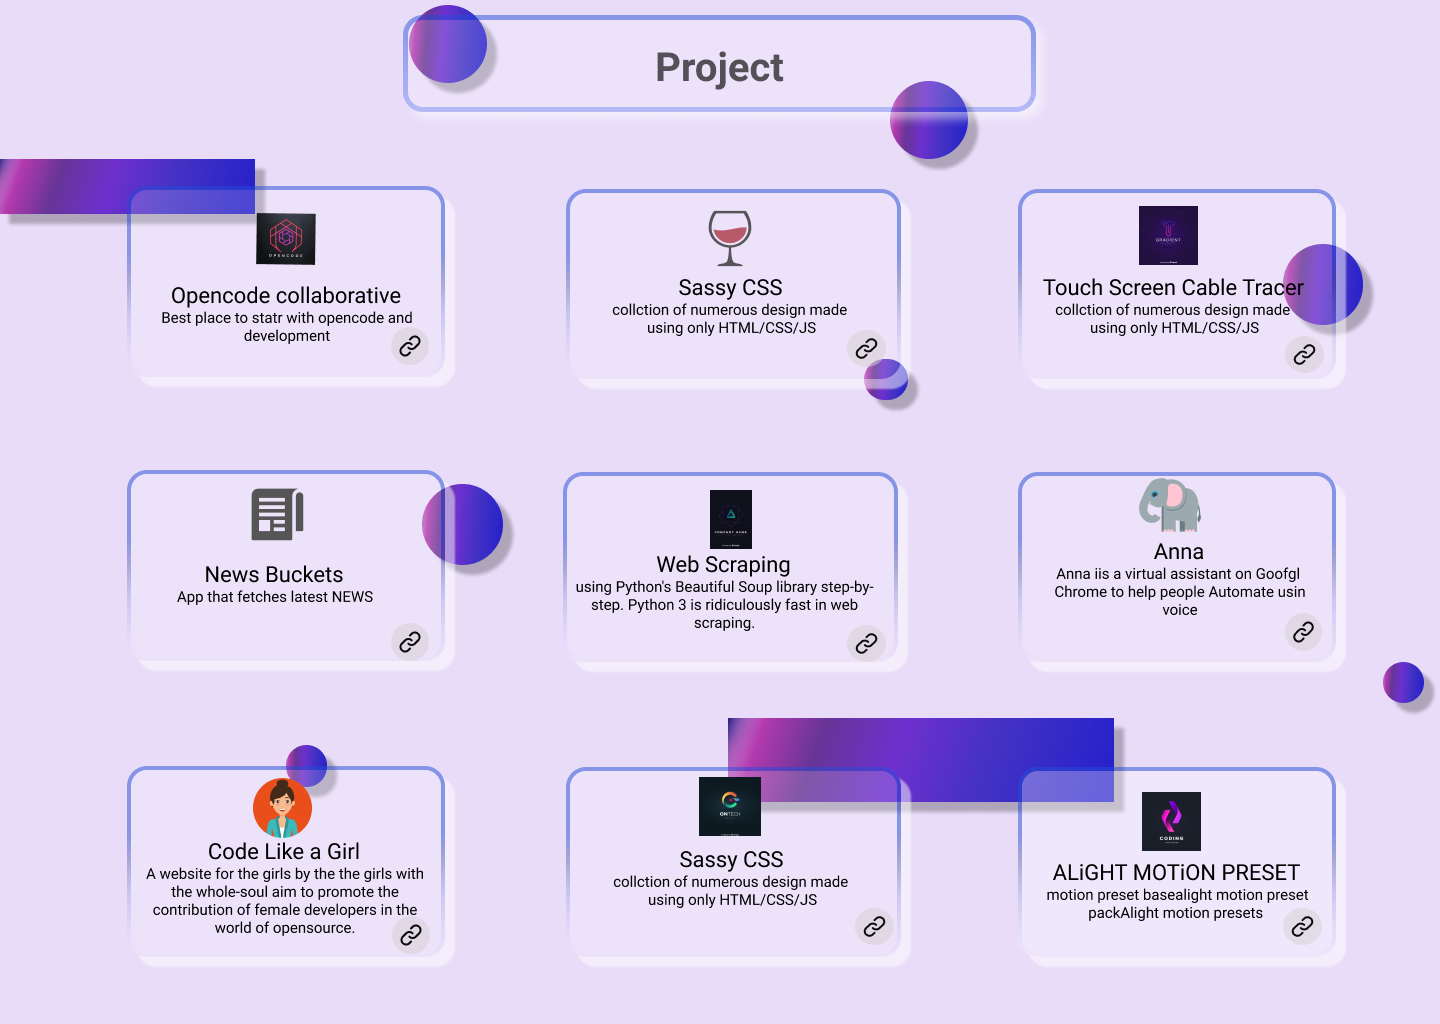 Project
OPENCODE
Opencode collaborative
Best place to statr with opencode and
development
Sassy CSS
collction of numerous design made
using only HTML/CSS/JS
GRADIENT
Touch Screen Cable Tracer
collction of numerous design made
using only HTML/CSS/JS
News Buckets
App that fetches latest NEWS
COMPANY NAME
Web Scraping
using Python's Beautiful Soup library step-by-
step. Python 3 is ridiculously fast in web
scraping.
Anna
Anna iis a virtual assistant on Goofgl
Chrome to help people Automate usin
voice
Code Like a Girl
A website for the girls by the the girls with
the whole-soul aim to promote the
contribution of female developers in the
world of opensource.
ONTECH
Sassy CSS
collction of numerous design made
using only HTML/CSS/JS
CODING
ALiGHT MOTiON PRESET
motion preset basealight motion preset
packAlight motion presets